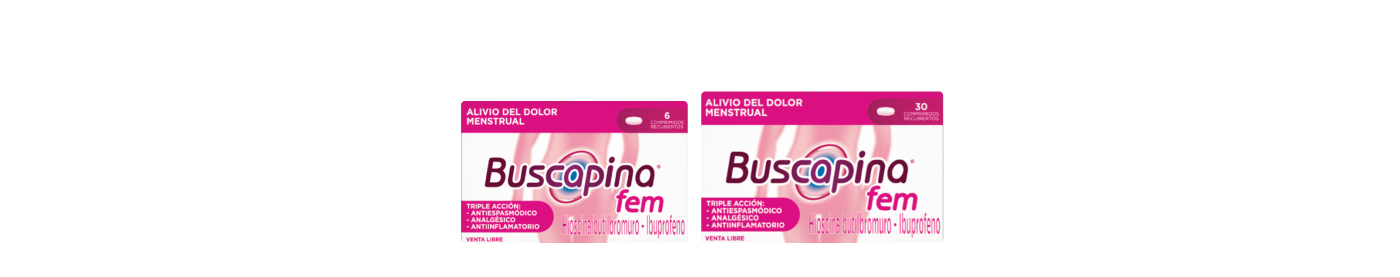 ALIVIO DEL DOLOR
MENSTRUAL
6
COMPRIMIDOS
RECUBIERTOS
Buscapina®
fem
TRIPLE ACCIÓN:
- ANTIESPASMÓDICO
- ANALGÉSICO
- ANTIINFLAMATORIO
Hioscina butilbromuro - Ibuprofeno
VENTA LIBRE
ALIVIO DEL DOLOR
MENSTRUAL
30
COMPRIMIDOS
RECUBIERTOS
Buscapina®
fem
TRIPLE ACCIÓN:
- ANTIESPASMÓDICO
- ANALGÉSICO
- ANTIINFLAMATORIO
Hioscina butilbromuro - Ibuprofeno
VENTA LIBRE